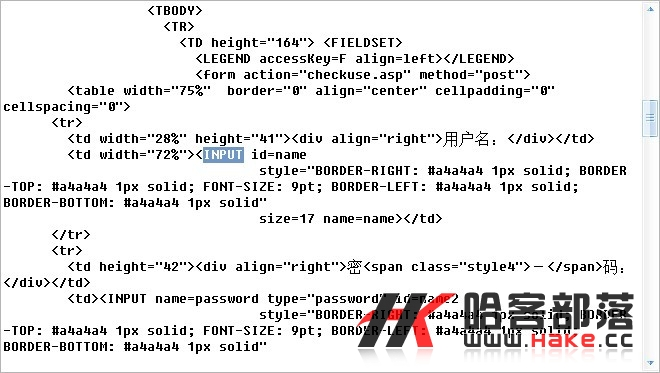 <TBODY>
<TR>
<TD height="164"> <FIELDSET>
<LEGEND accessKey=F align=left></LEGEND>
<form action="checkuse.asp" method="post">
<table width="75%"  border="0" align="center" cellpadding="0"
cellspacing="0">
<tr>
<td width="28%" height="41"><div align="right">用户名：</div></td>
<td width="72%"><INPUT id=name
style="BORDER-RIGHT: #a4a4a4 1px solid; BORDER
-TOP: #a4a4a4 1px solid; FONT-SIZE: 9pt; BORDER-LEFT: #a4a4a4 1px solid;
BORDER-BOTTOM: #a4a4a4 1px solid"
size=17 name=name></td>
</tr>
<tr>
<td height="42"><div align="right">密<span class="style4">－</span>码：
</div></td>
<td><INPUT name=password type="password" id=name2
style="BORDER-RIGHT: #a4a4a4 1px solid; BORDER
-TOP: #a4a4a4 1px solid; FONT-SIZE: 9pt; BORDER-LEFT: #a4a4a4 1px solid;
BORDER-BOTTOM: #a4a4a4 1px solid"
哈客部落
www.Hake.cc